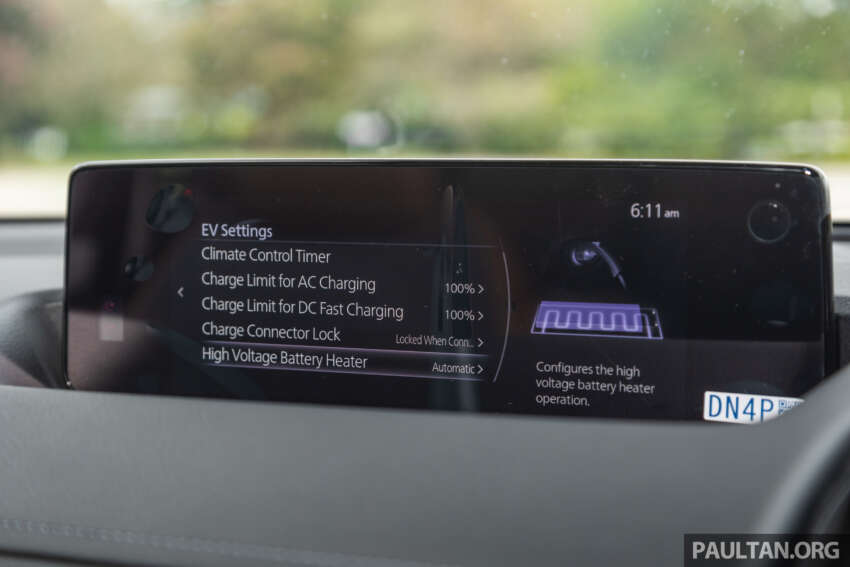 6:11 am
EV Settings
Climate Control Timer
Charge Limit for AC Charging 100%
Charge Limit for DC Fast Charging 100%
Charge Connector Lock Locked When Conn..
High Voltage Battery Heater Automatic
Configures the high
voltage battery heater
operation.
DN4P
PAULTAN.ORG